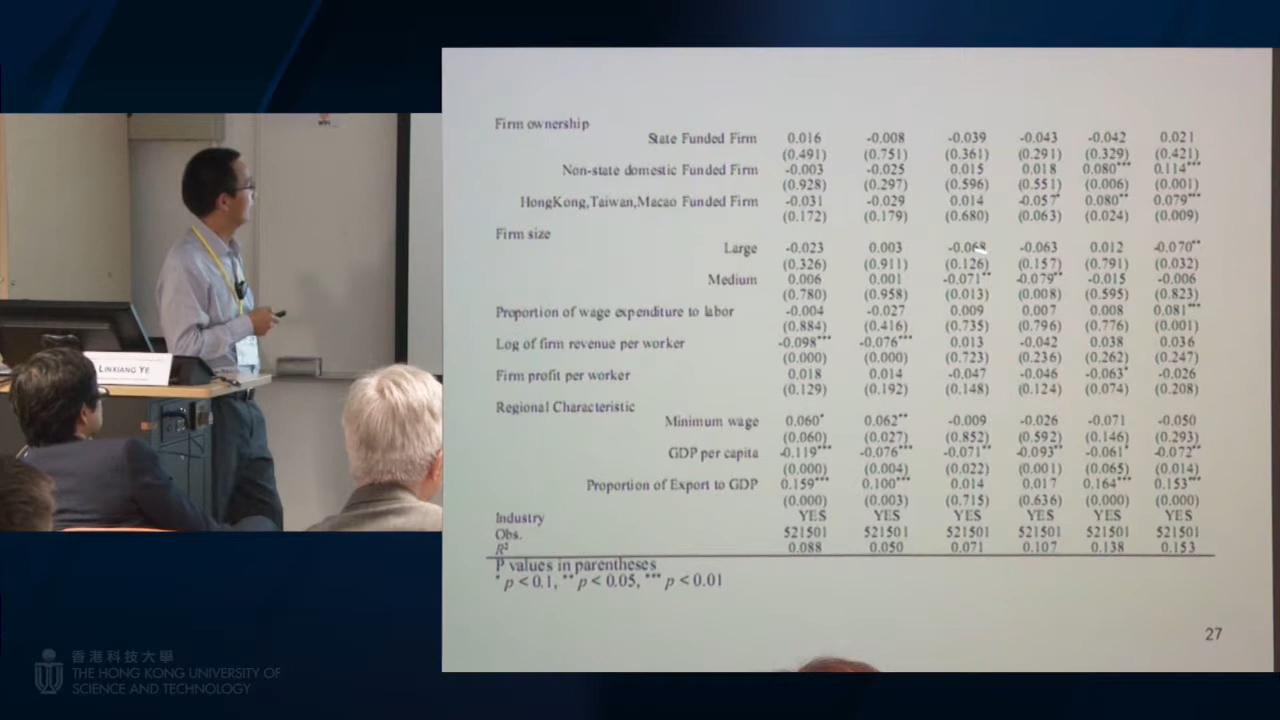 Firm ownership
State Funded Firm 0.016 -0.008 -0.039 -0.043 -0.042 0.021
(0.491) (0.751) (0.361) (0.291) (0.329) (0.421)
Non-state domestic Funded Firm -0.003 -0.025 0.015 0.018 0.080*** 0.114***
(0.928) (0.297) (0.596) (0.551) (0.006) (0.001)
HongKong,Taiwan,Macao Funded Firm -0.031 -0.029 0.014 -0.057* 0.080** 0.079***
(0.172) (0.179) (0.680) (0.063) (0.024) (0.009)
Firm size
Large -0.023 0.003 -0.068 -0.063 0.012 -0.070**
(0.326) (0.911) (0.126) (0.157) (0.791) (0.032)
Medium 0.006 0.001 -0.071** -0.079** -0.015 -0.006
(0.780) (0.958) (0.013) (0.008) (0.595) (0.823)
Proportion of wage expenditure to labor -0.004 -0.027 0.009 0.007 0.008 0.081***
(0.884) (0.416) (0.735) (0.796) (0.776) (0.001)
Log of firm revenue per worker -0.098*** -0.076*** 0.013 -0.042 0.038 0.036
(0.000) (0.000) (0.723) (0.236) (0.262) (0.247)
Firm profit per worker 0.018 0.014 -0.047 -0.046 -0.063* -0.026
(0.129) (0.192) (0.148) (0.124) (0.074) (0.208)
Regional Characteristic
Minimum wage 0.060* 0.062** -0.009 -0.026 -0.071 -0.050
(0.060) (0.027) (0.852) (0.592) (0.146) (0.293)
GDP per capita -0.119*** -0.076*** -0.071** -0.093** -0.061* -0.072**
(0.000) (0.004) (0.022) (0.001) (0.065) (0.014)
Proportion of Export to GDP 0.159*** 0.100*** 0.014 0.017 0.164*** 0.153***
(0.000) (0.003) (0.715) (0.636) (0.000) (0.000)
Industry YES YES YES YES YES YES
Obs. 521501 521501 521501 521501 521501 521501
R² 0.088 0.050 0.071 0.107 0.138 0.153
P values in parentheses
* p < 0.1, ** p < 0.05, *** p < 0.01
27
LINXIANG YE
香港科技大學
THE HONG KONG UNIVERSITY OF
SCIENCE AND TECHNOLOGY